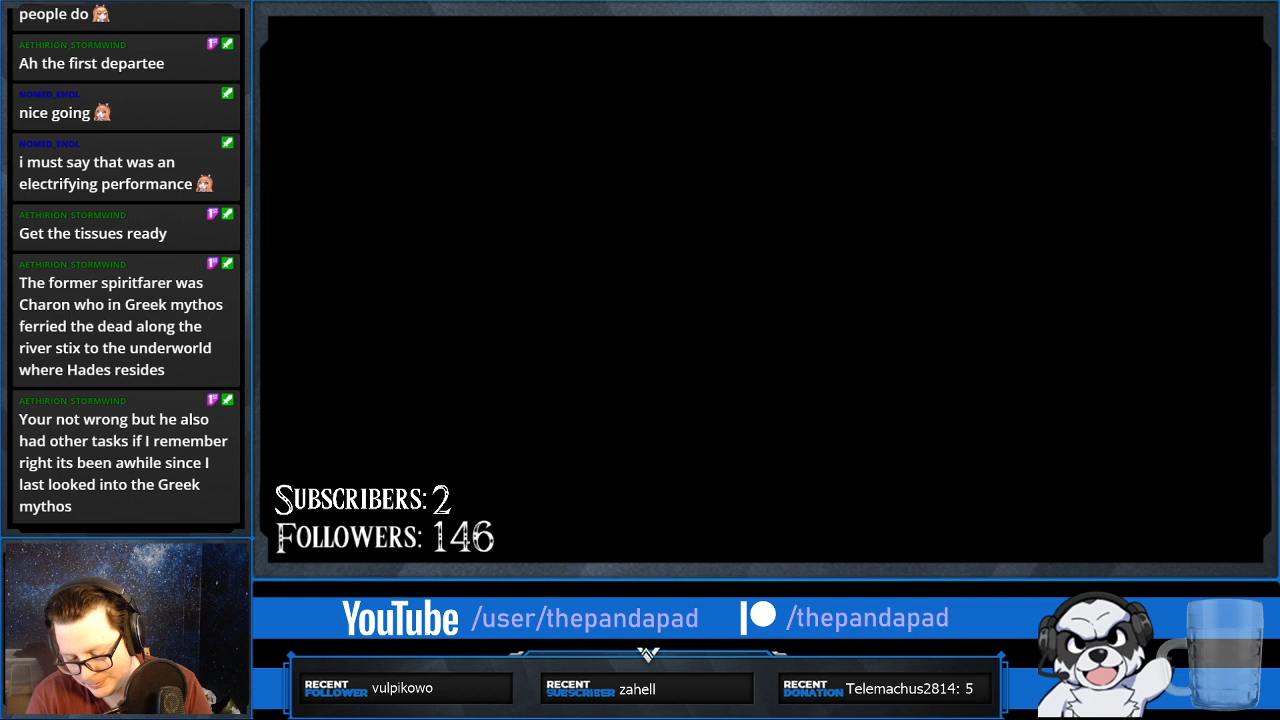 people do
AETHIRION_STORMWIND
Ah the first departee
NOMED_ENOL
nice going
NOMED_ENOL
i must say that was an
electrifying performance
AETHIRION_STORMWIND
Get the tissues ready
AETHIRION_STORMWIND
The former spiritfarer was
Charon who in Greek mythos
ferried the dead along the
river stix to the underworld
where Hades resides
AETHIRION_STORMWIND
Your not wrong but he also
had other tasks if I remember
right its been awhile since I
last looked into the Greek
mythos
SUBSCRIBERS: 2
FOLLOWERS: 146
YouTube /user/thepandapad /thepandapad
RECENT FOLLOWER vulpikowo
RECENT SUBSCRIBER zahell
RECENT DONATION Telemachus2814: 5